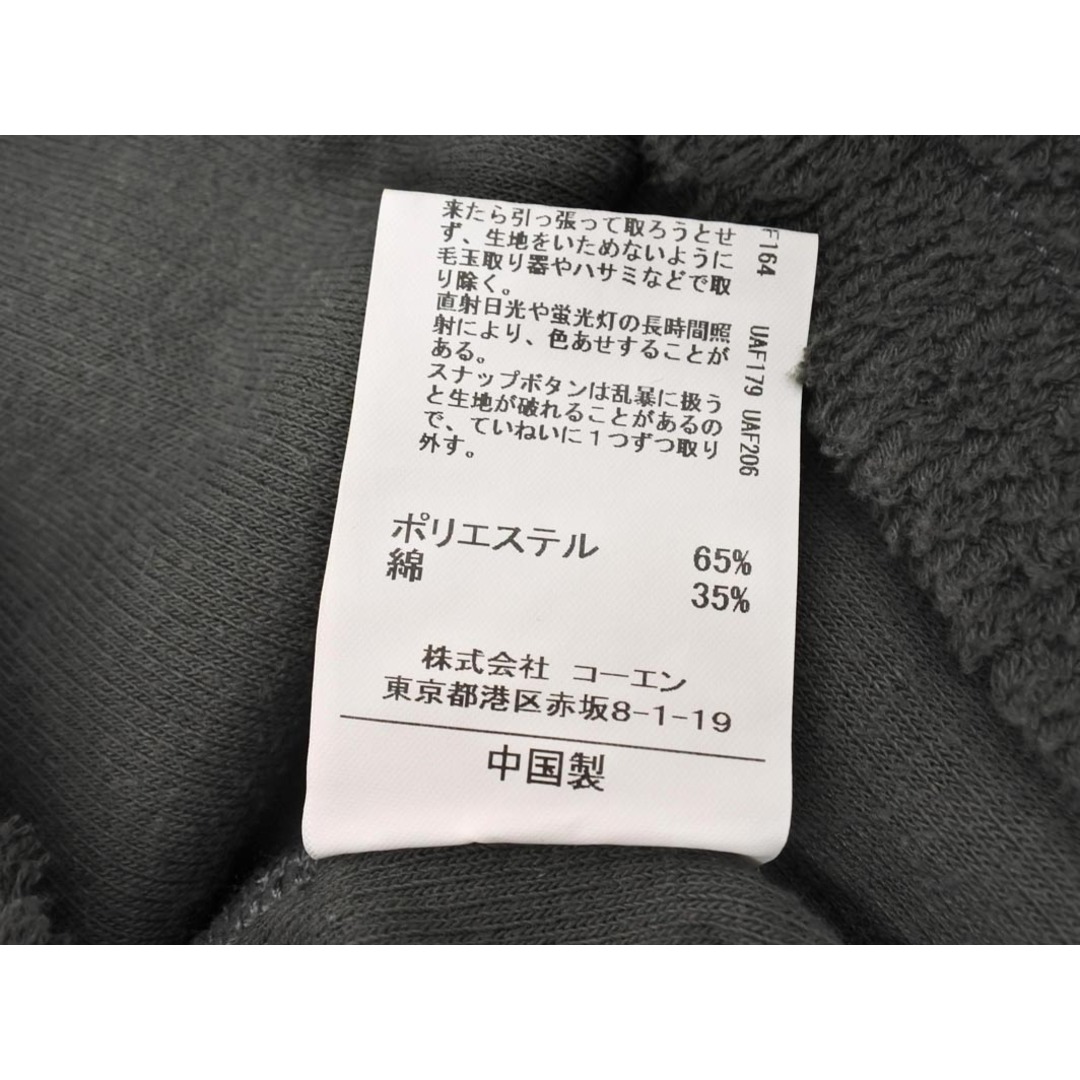 来たら引っ張って取ろうとせ
ず、生地をいためないように
毛玉取り器やハサミなどで取
り除く。
直射日光や蛍光灯の長時間照
射により、色あせすることが
ある。
スナップボタンは乱暴に扱う
と生地が破れることがあるの
で、ていねいに1つずつ取り
外す。
F164 UAF179 UAF206
ポリエステル 65%
綿 35%
株式会社 コーエン
東京都港区赤坂8-1-19
中国製